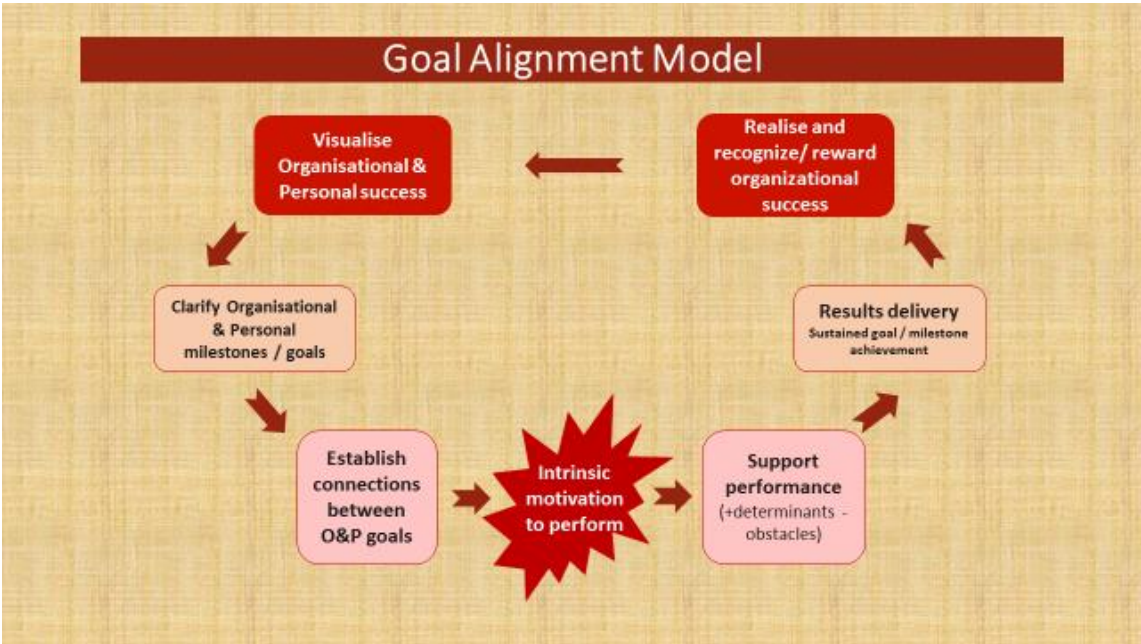 Goal Alignment Model
Visualise
Organisational &
Personal success
Realise and
recognize/ reward
organizational
success
Clarify Organisational
& Personal
milestones / goals
Results delivery
Sustained goal / milestone
achievement
Establish
connections
between
O&P goals
Intrinsic
motivation
to perform
Support
performance
(+determinants -
obstacles)